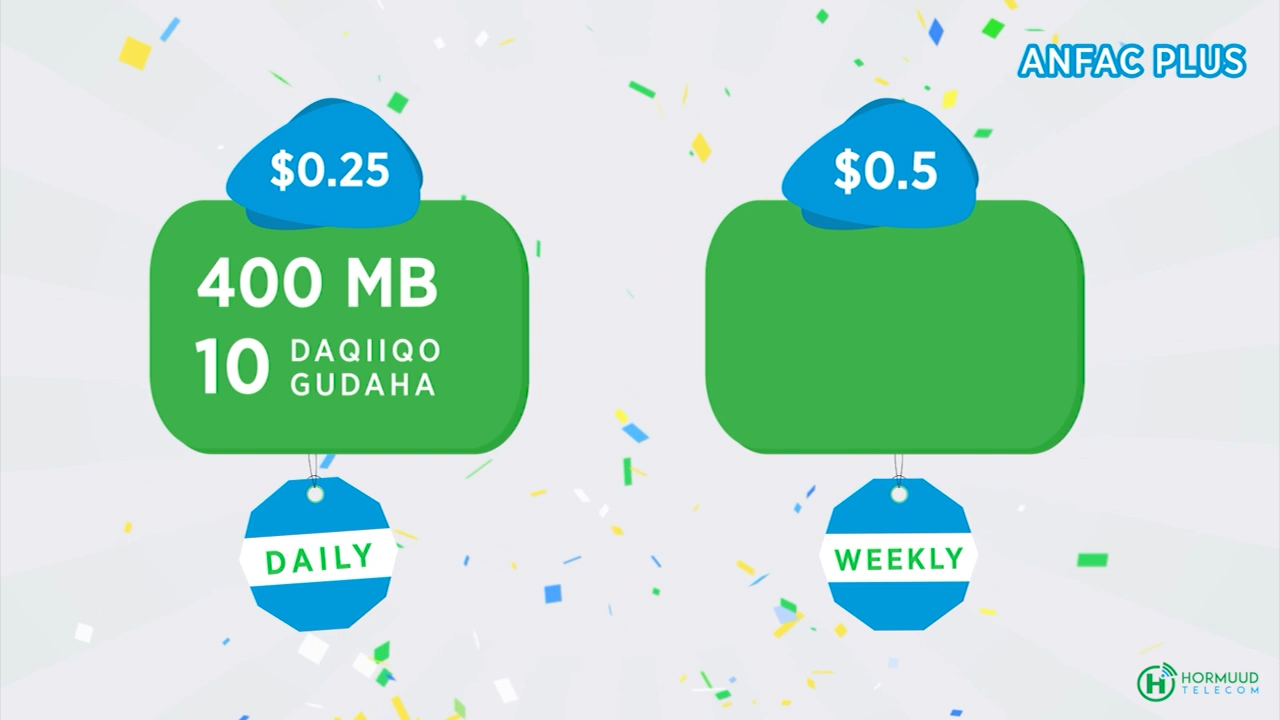 ANFAC PLUS
$0.25
400 MB
10 DAQIIQO
GUDAHA
DAILY
$0.5
WEEKLY
HORMUUD
TELECOM